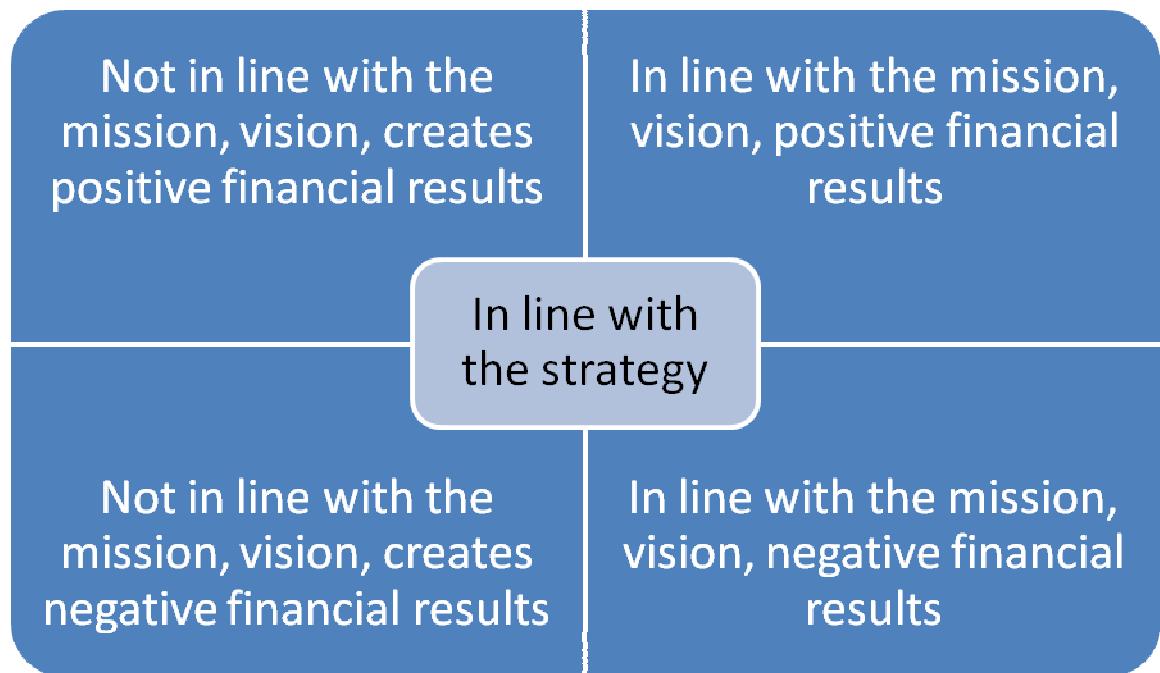 Not in line with the
mission, vision, creates
positive financial results
In line with the mission,
vision, positive financial
results
In line with
the strategy
Not in line with the
mission, vision, creates
negative financial results
In line with the mission,
vision, negative financial
results